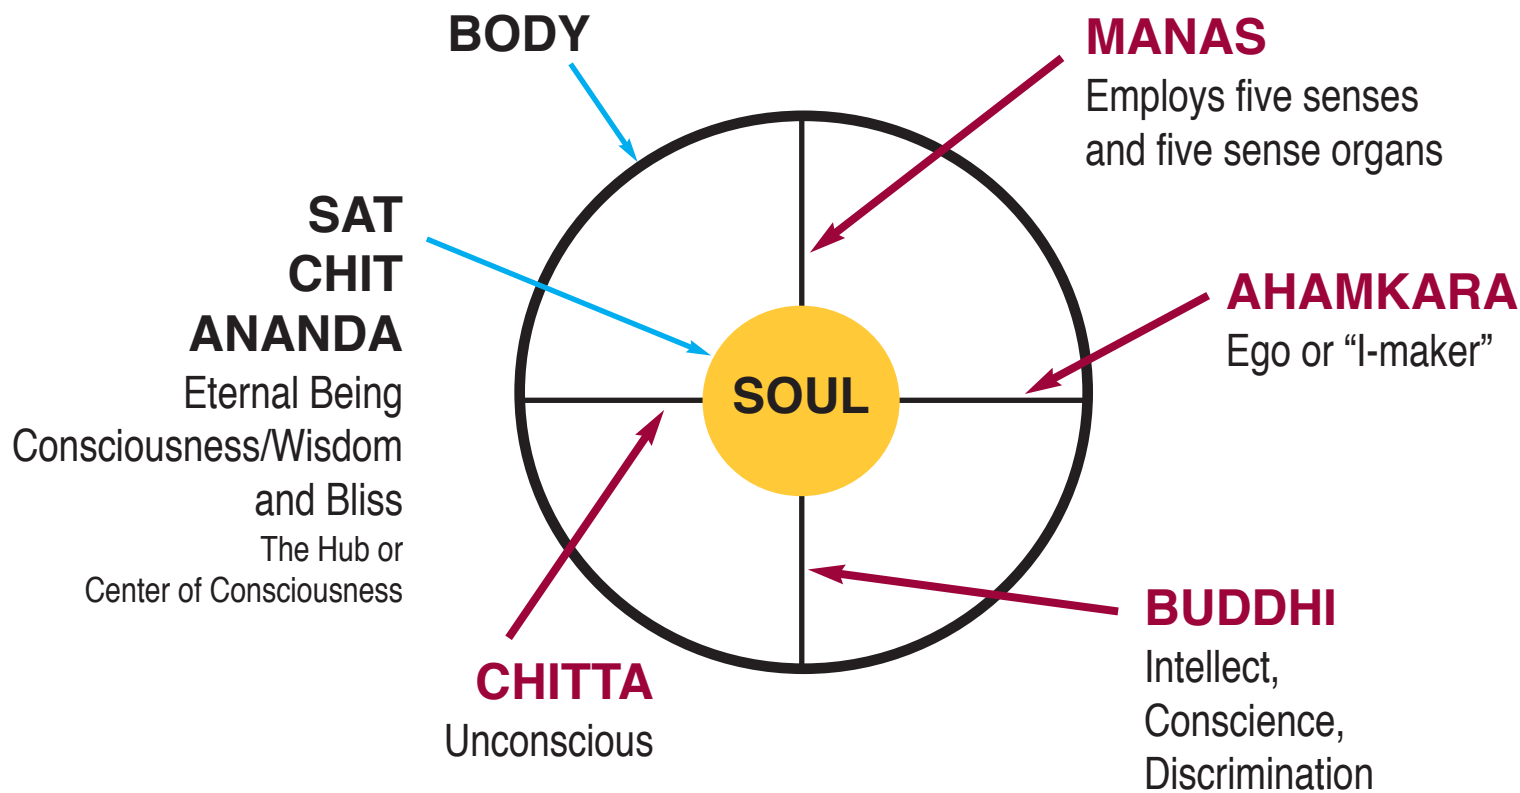 BODY
MANAS
Employs five senses
and five sense organs
SAT
CHIT
ANANDA
Eternal Being
Consciousness/Wisdom
and Bliss
The Hub or
Center of Consciousness
AHAMKARA
Ego or “I-maker”
SOUL
CHITTA
Unconscious
BUDDHI
Intellect,
Conscience,
Discrimination